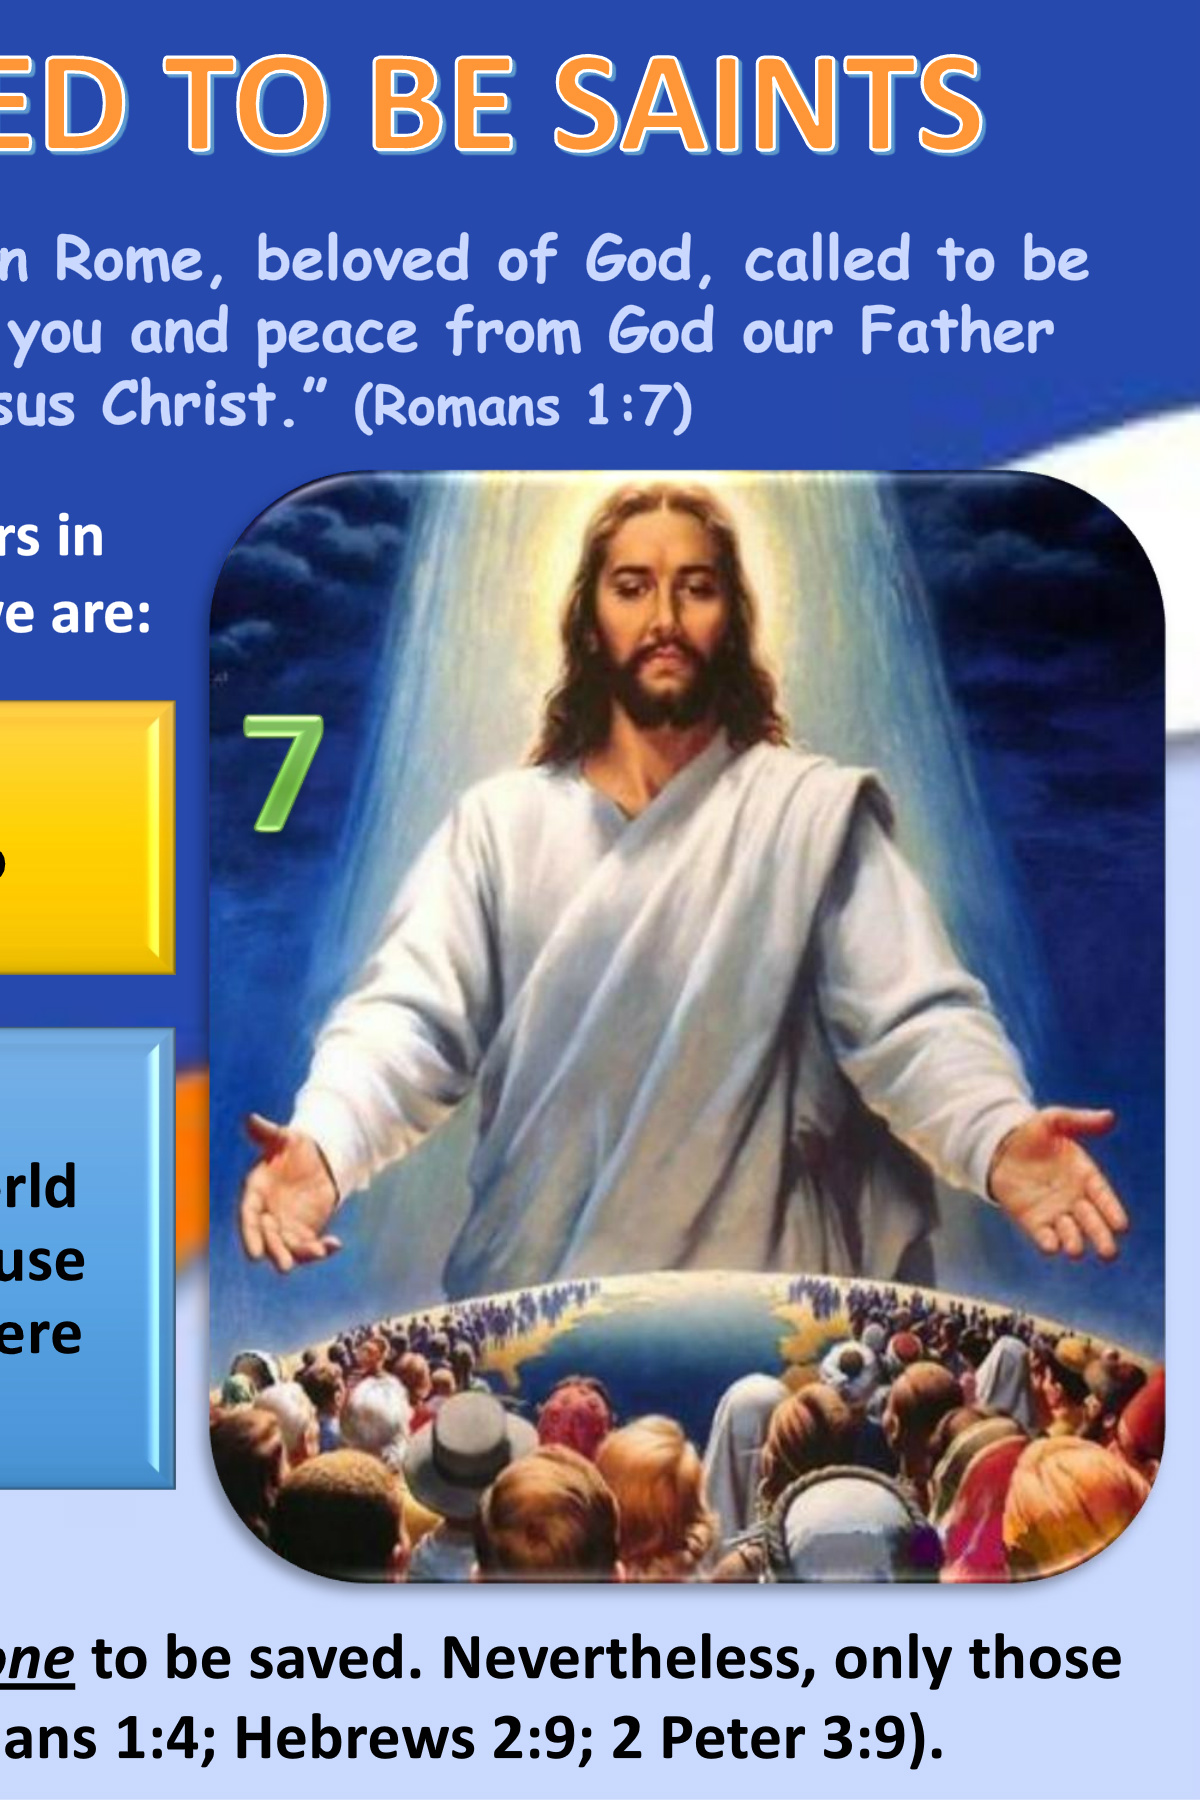 ED TO BE SAINTS
n Rome, beloved of God, called to be
you and peace from God our Father
sus Christ.” (Romans 1:7)
rs in
ve are:
7
o
rld
use
ere
one to be saved. Nevertheless, only those
ans 1:4; Hebrews 2:9; 2 Peter 3:9).